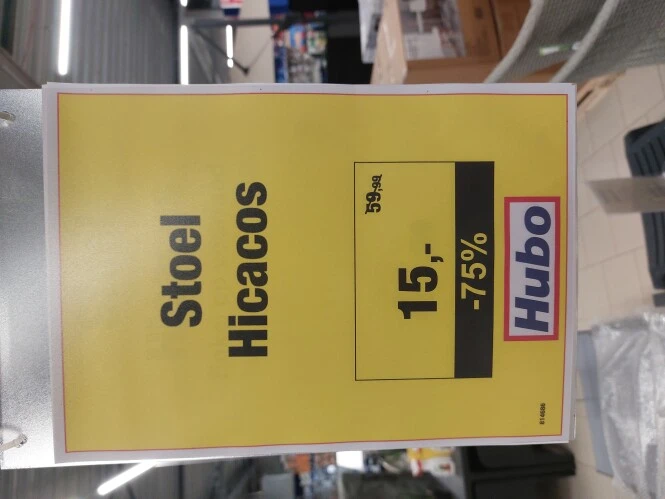 Stoel
Hicacos
59,99
15,-
-75%
Hubo